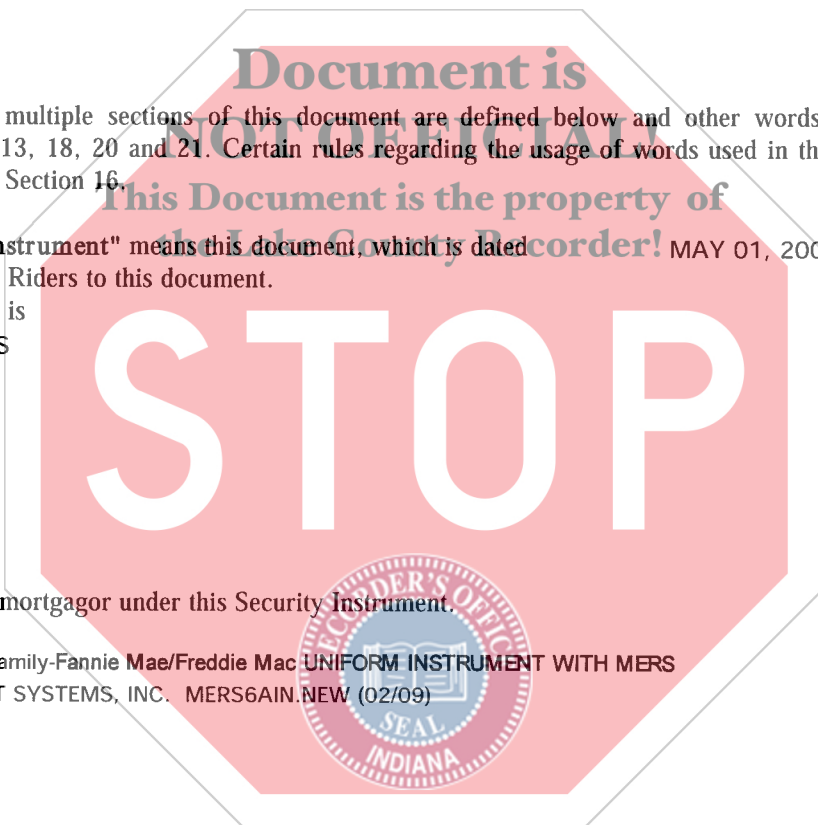 Document is
multiple sections of this document are defined below and other words
NOT OFFICIAL!
13, 18, 20 and 21. Certain rules regarding the usage of words used in th
Section 16.
This Document is the property of
the Lake County Recorder!
nstrument" means this document, which is dated MAY 01, 200
Riders to this document.
is
S
STOP
mortgagor under this Security Instrument.
amily-Fannie Mae/Freddie Mac UNIFORM INSTRUMENT WITH MERS
T SYSTEMS, INC. MERS6AIN.NEW (02/09)
RECORDER'S OFFIC
SEAL
INDIANA